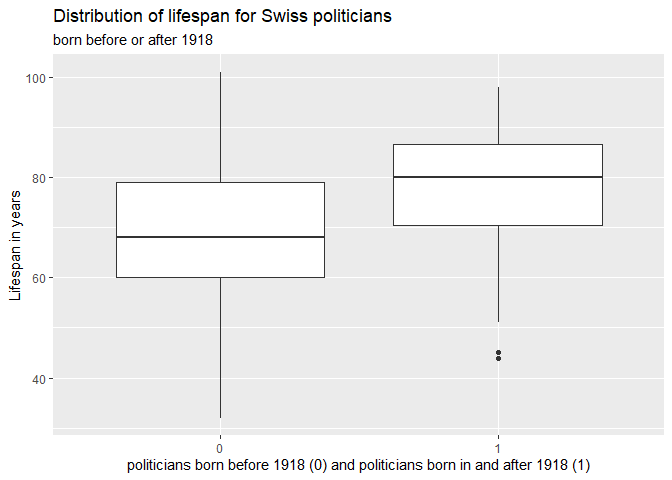 Distribution of lifespan for Swiss politicians
born before or after 1918
Lifespan in years
100
80
60
40
0
1
politicians born before 1918 (0) and politicians born in and after 1918 (1)